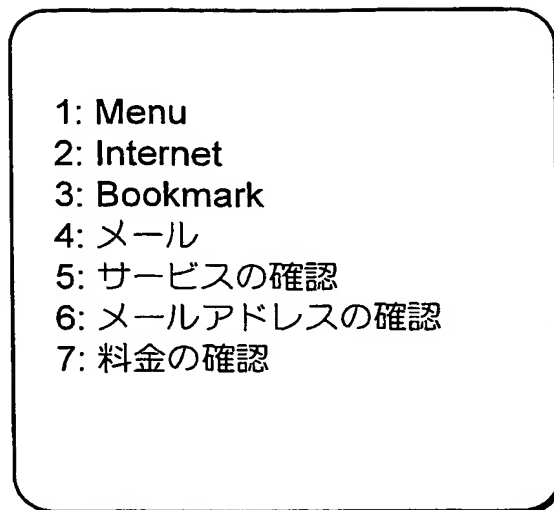 1: Menu
2: Internet
3: Bookmark
4: メール
5: サービスの確認
6: メールアドレスの確認
7: 料金の確認